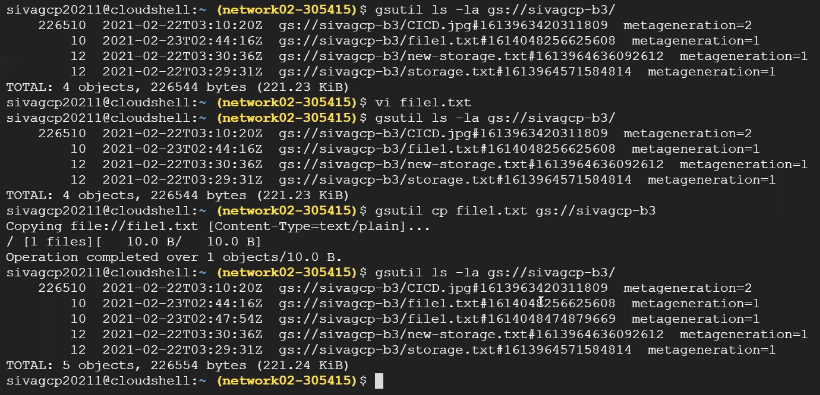 sivagcp20211@cloudshell:~ (network02-305415)$ gsutil ls -la gs://sivagcp-b3/
226510 2021-02-22T03:10:20Z gs://sivagcp-b3/CICD.jpg#1613963420311809 metageneration=2
10 2021-02-23T02:44:16Z gs://sivagcp-b3/file1.txt#1614048256625608 metageneration=1
12 2021-02-22T03:30:36Z gs://sivagcp-b3/new-storage.txt#1613964636092612 metageneration=1
12 2021-02-22T03:29:31Z gs://sivagcp-b3/storage.txt#1613964571584814 metageneration=1
TOTAL: 4 objects, 226544 bytes (221.23 KiB)
sivagcp20211@cloudshell:~ (network02-305415)$ vi file1.txt
sivagcp20211@cloudshell:~ (network02-305415)$ gsutil ls -la gs://sivagcp-b3/
226510 2021-02-22T03:10:20Z gs://sivagcp-b3/CICD.jpg#1613963420311809 metageneration=2
10 2021-02-23T02:44:16Z gs://sivagcp-b3/file1.txt#1614048256625608 metageneration=1
12 2021-02-22T03:30:36Z gs://sivagcp-b3/new-storage.txt#1613964636092612 metageneration=1
12 2021-02-22T03:29:31Z gs://sivagcp-b3/storage.txt#1613964571584814 metageneration=1
TOTAL: 4 objects, 226544 bytes (221.23 KiB)
sivagcp20211@cloudshell:~ (network02-305415)$ gsutil cp file1.txt gs://sivagcp-b3
Copying file://file1.txt [Content-Type=text/plain]...
/ [1 files][ 10.0 B/ 10.0 B]
Operation completed over 1 objects/10.0 B.
sivagcp20211@cloudshell:~ (network02-305415)$ gsutil ls -la gs://sivagcp-b3/
226510 2021-02-22T03:10:20Z gs://sivagcp-b3/CICD.jpg#1613963420311809 metageneration=2
10 2021-02-23T02:44:16Z gs://sivagcp-b3/file1.txt#1614048256625608 metageneration=1
10 2021-02-23T02:47:54Z gs://sivagcp-b3/file1.txt#1614048474879669 metageneration=1
12 2021-02-22T03:30:36Z gs://sivagcp-b3/new-storage.txt#1613964636092612 metageneration=1
12 2021-02-22T03:29:31Z gs://sivagcp-b3/storage.txt#1613964571584814 metageneration=1
TOTAL: 5 objects, 226554 bytes (221.24 KiB)
sivagcp20211@cloudshell:~ (network02-305415)$